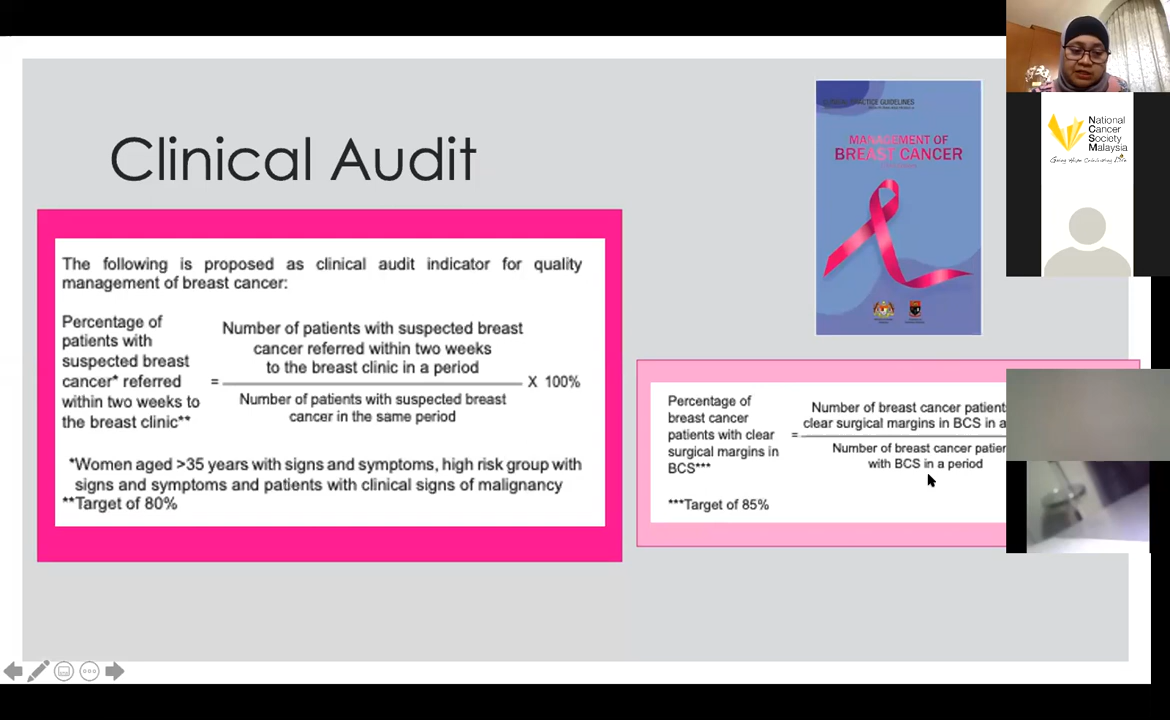 Clinical Audit
The following is proposed as clinical audit indicator for quality
management of breast cancer:
Percentage of
patients with
suspected breast
cancer* referred
within two weeks to
the breast clinic**
=
Number of patients with suspected breast
cancer referred within two weeks
to the breast clinic in a period
Number of patients with suspected breast
cancer in the same period
X 100%
*Women aged >35 years with signs and symptoms, high risk group with
signs and symptoms and patients with clinical signs of malignancy
**Target of 80%
PRACTICE GUIDELINES
MANAGEMENT OF
BREAST CANCER
Percentage of
breast cancer
patients with clear
surgical margins in
BCS***
=
Number of breast cancer patient
clear surgical margins in BCS in a
Number of breast cancer patien
with BCS in a period
***Target of 85%
National
Cancer
Society
Malaysia